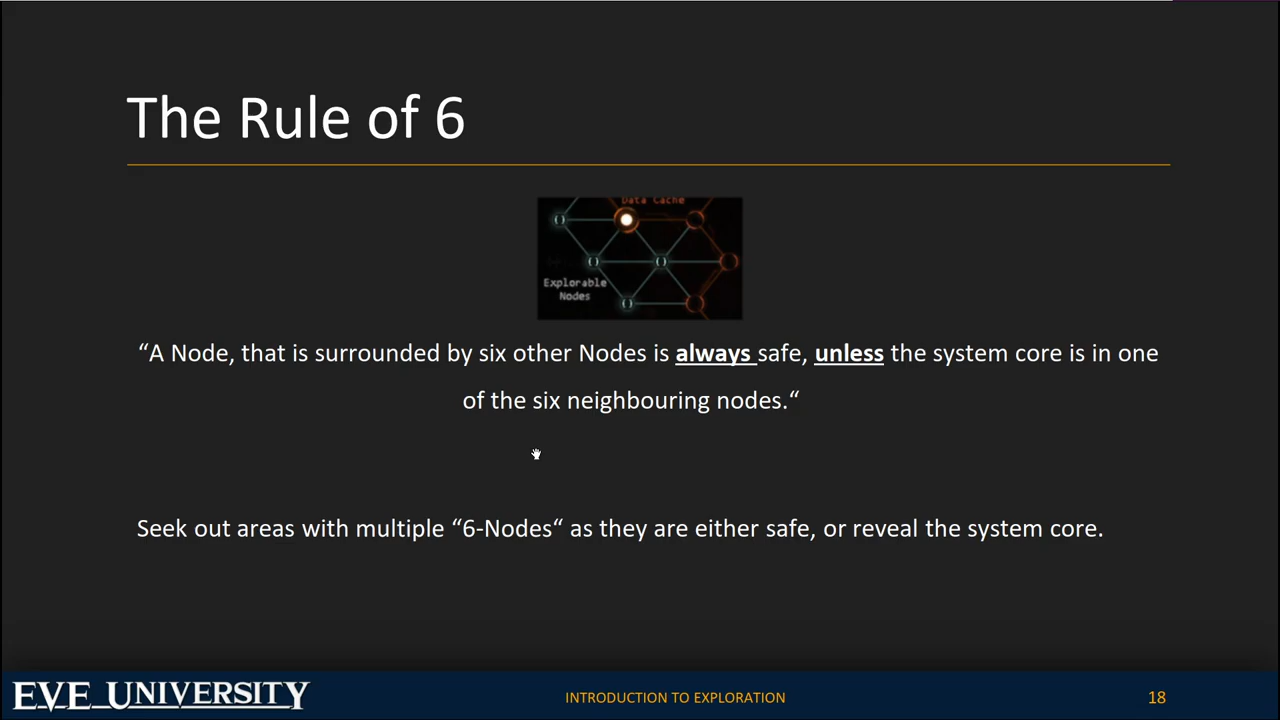 The Rule of 6
Data Cache
Explorable
Nodes
“A Node, that is surrounded by six other Nodes is always safe, unless the system core is in one
of the six neighbouring nodes.“
Seek out areas with multiple “6-Nodes“ as they are either safe, or reveal the system core.
EVE UNIVERSITY
INTRODUCTION TO EXPLORATION
18